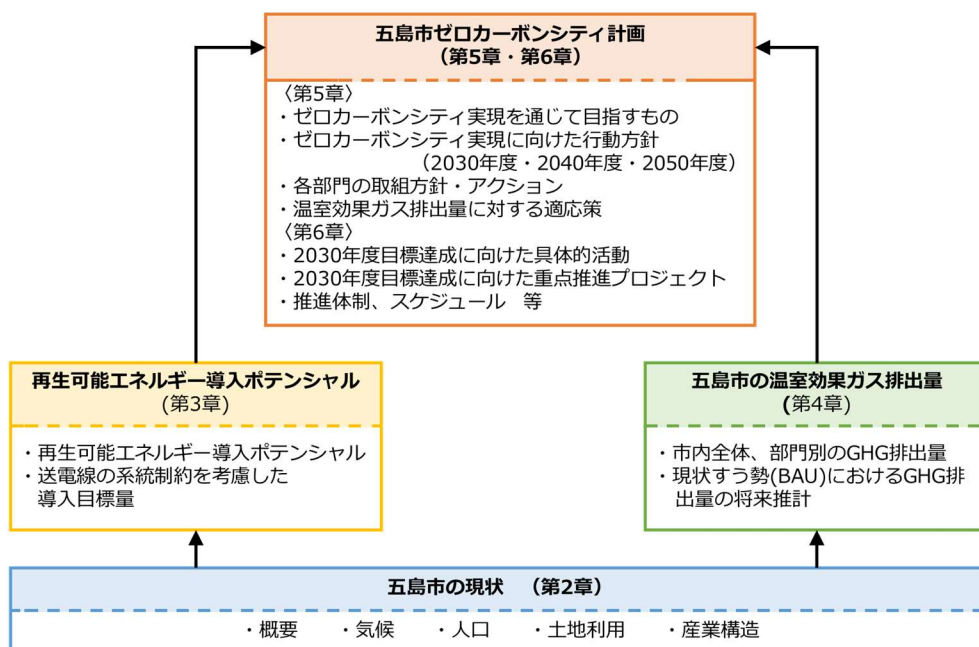 五島市ゼロカーボンシティ計画
（第5章・第6章）
〈第5章〉
・ゼロカーボンシティ実現を通じて目指すもの
・ゼロカーボンシティ実現に向けた行動方針
（2030年度・2040年度・2050年度）
・各部門の取組方針・アクション
・温室効果ガス排出量に対する適応策
〈第6章〉
・2030年度目標達成に向けた具体的活動
・2030年度目標達成に向けた重点推進プロジェクト
・推進体制、スケジュール　等
再生可能エネルギー導入ポテンシャル
(第3章)
・再生可能エネルギー導入ポテンシャル
・送電線の系統制約を考慮した
導入目標量
五島市の温室効果ガス排出量
(第4章)
・市内全体、部門別のGHG排出量
・現状すう勢(BAU)におけるGHG排
出量の将来推計
五島市の現状　（第2章）
・概要　・気候　・人口　・土地利用　・産業構造